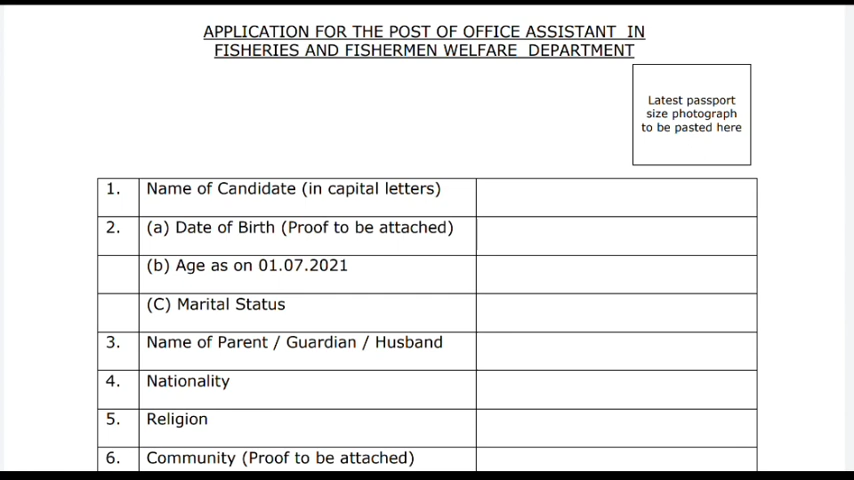 APPLICATION FOR THE POST OF OFFICE ASSISTANT IN
FISHERIES AND FISHERMEN WELFARE DEPARTMENT
Latest passport
size photograph
to be pasted here
1. Name of Candidate (in capital letters)
2. (a) Date of Birth (Proof to be attached)
(b) Age as on 01.07.2021
(C) Marital Status
3. Name of Parent / Guardian / Husband
4. Nationality
5. Religion
6. Community (Proof to be attached)